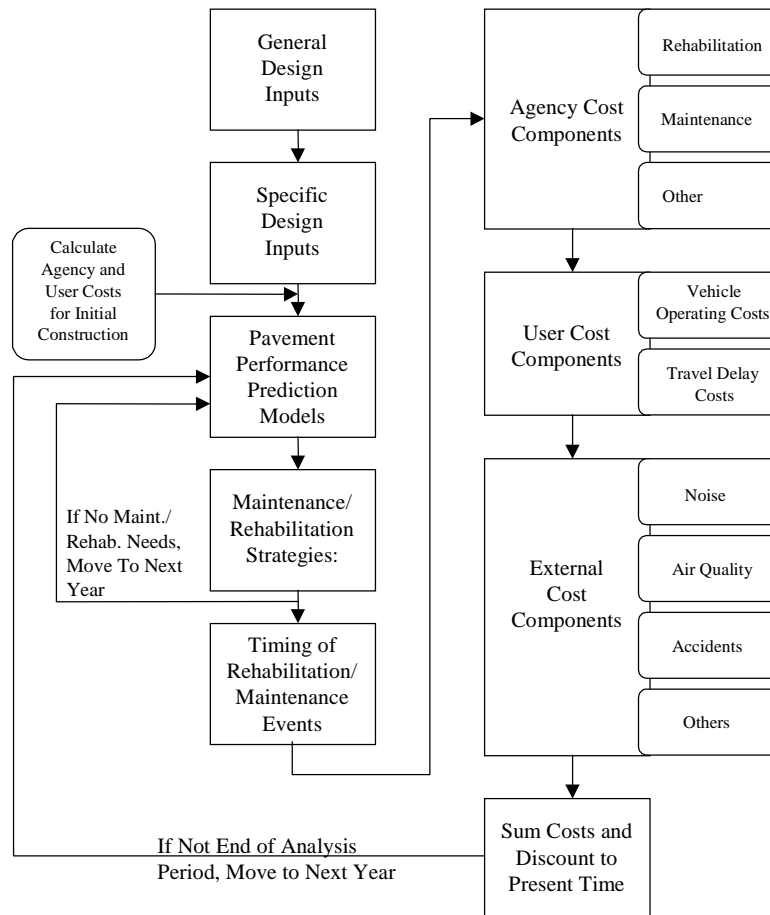 General
Design
Inputs
Specific
Design
Inputs
Calculate
Agency and
User Costs
for Initial
Construction
Pavement
Performance
Prediction
Models
If No Maint./
Rehab. Needs,
Move To Next
Year
Maintenance/
Rehabilitation
Strategies:
Timing of
Rehabilitation/
Maintenance
Events
Agency Cost
Components
Rehabilitation
Maintenance
Other
User Cost
Components
Vehicle
Operating Costs
Travel Delay
Costs
External
Cost
Components
Noise
Air Quality
Accidents
Others
Sum Costs and
Discount to
Present Time
If Not End of Analysis
Period, Move to Next Year